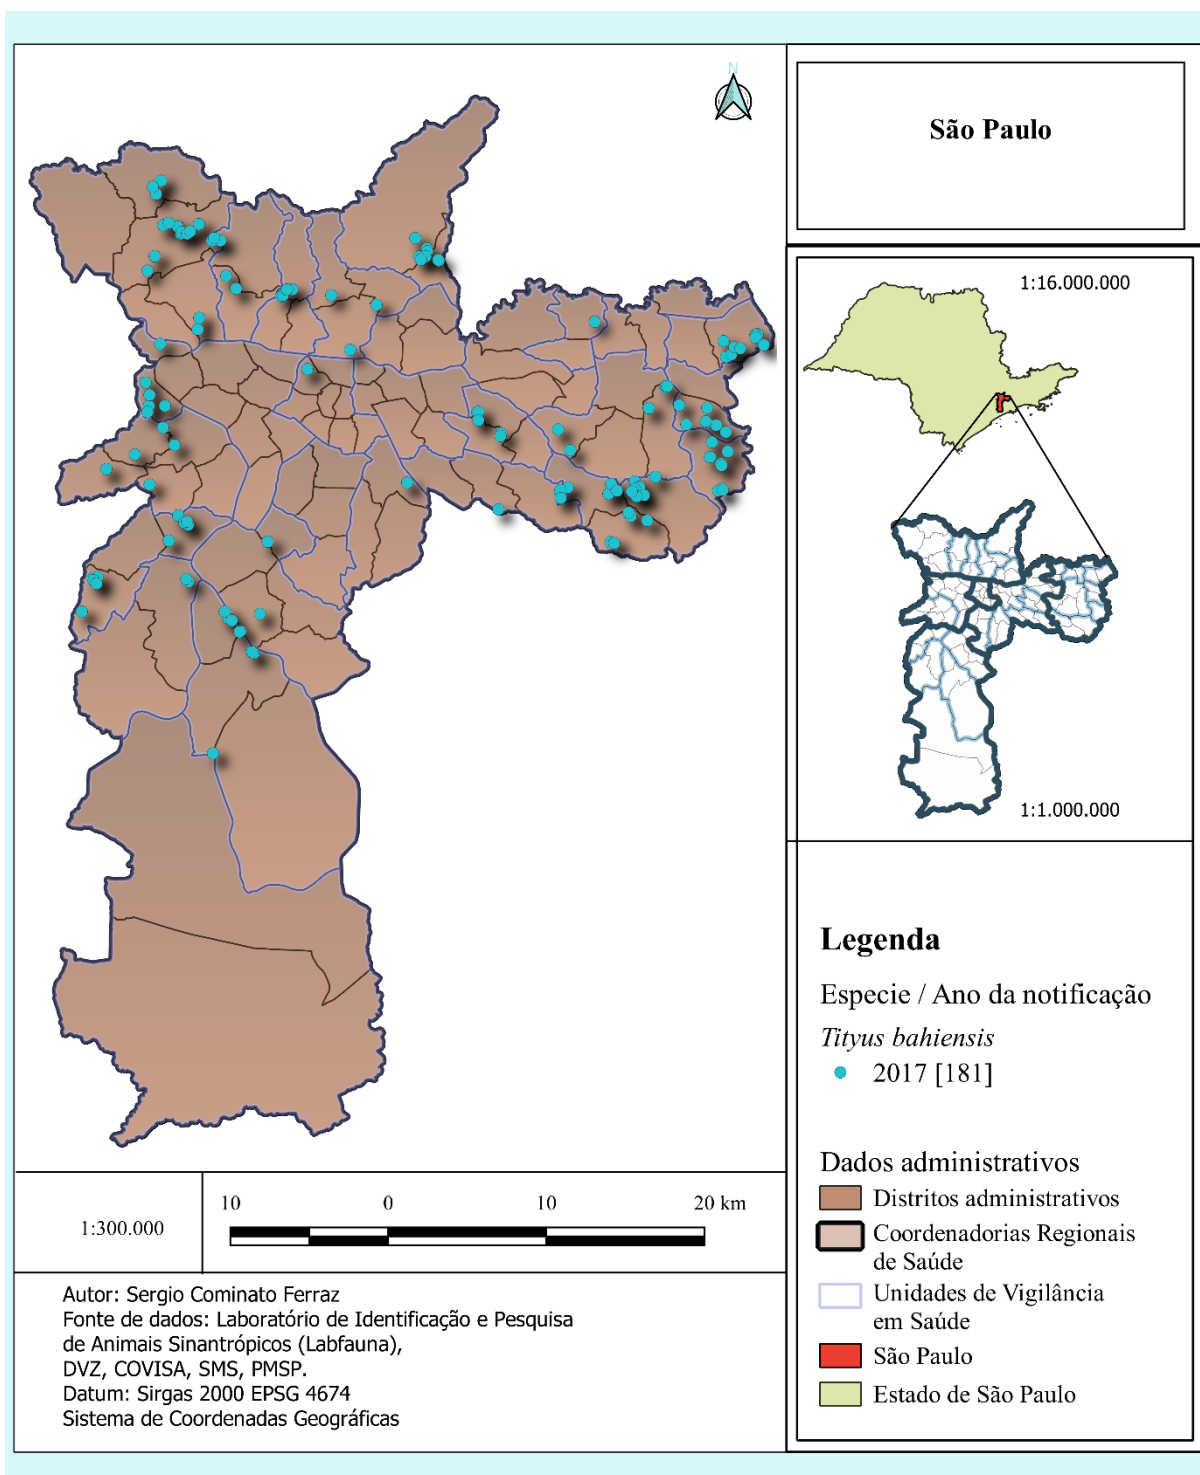 N
São Paulo
1:16.000.000
1:1.000.000
Legenda
Especie / Ano da notificação
Tityus bahiensis
2017 [181]
Dados administrativos
Distritos administrativos
Coordenadorias Regionais
de Saúde
Unidades de Vigilância
em Saúde
São Paulo
Estado de São Paulo
1:300.000
10 0 10 20 km
Autor: Sergio Cominato Ferraz
Fonte de dados: Laboratório de Identificação e Pesquisa
de Animais Sinantrópicos (Labfauna),
DVZ, COVISA, SMS, PMSP.
Datum: Sirgas 2000 EPSG 4674
Sistema de Coordenadas Geográficas